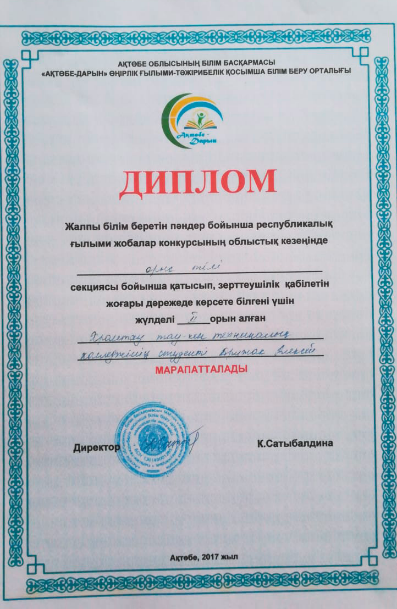 АҚТӨБЕ ОБЛЫСЫНЫҢ БІЛІМ БАСҚАРМАСЫ
«АҚТӨБЕ-ДАРЫН» ӨҢІРЛІК ҒЫЛЫМИ-ТӘЖІРИБЕЛІК ҚОСЫМША БІЛІМ БЕРУ ОРТАЛЫҒЫ
Ақтөбе -
Дарын
ДИПЛОМ
Жалпы білім беретін пәндер бойынша республикалық
ғылыми жобалар конкурсының облыстық кезеңінде
орыс тілі
секциясы бойынша қатысып, зерттеушілік қабілетін
жоғары дәрежеде көрсете білгені үшін
жүлделі II орын алған
Хромтау тау-кен техникалық
колледжінің студенті
МАРАПАТТАЛАДЫ
Директор К.Сатыбалдина
Ақтөбе, 2017 жыл